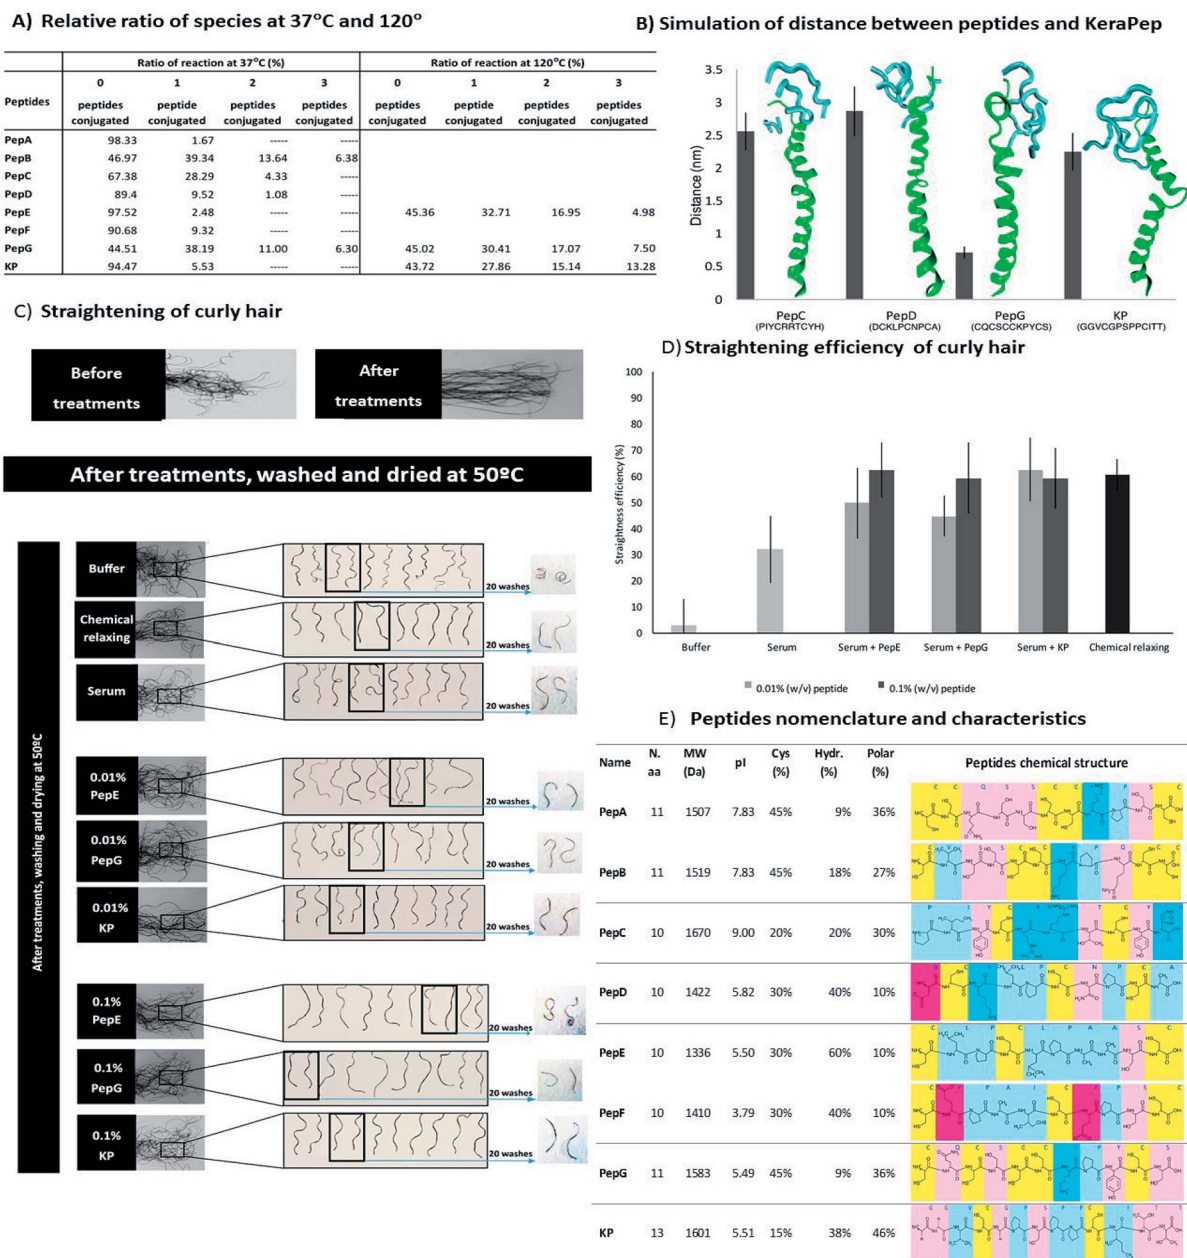 A) Relative ratio of species at 37°C and 120°
Ratio of reaction at 37°C (%) Ratio of reaction at 120°C (%)
0 1 2 3 0 1 2 3
Peptides peptides conjugated peptide conjugated peptides conjugated peptides conjugated peptides conjugated peptide conjugated peptides conjugated peptides conjugated
PepA 98.33 1.67 ----- -----
PepB 46.97 39.34 13.64 6.38
PepC 67.38 28.29 4.33 -----
PepD 89.4 9.52 1.08 -----
PepE 97.52 2.48 ----- ----- 45.36 32.71 16.95 4.98
PepF 90.68 9.32 ----- -----
PepG 44.51 38.19 11.00 6.30 45.02 30.41 17.07 7.50
KP 94.47 5.53 ----- ----- 43.72 27.86 15.14 13.28
B) Simulation of distance between peptides and KeraPep
Distance (nm)
3.5
3
2.5
2
1.5
1
0.5
0
PepC PepD PepG KP
(PIYCRRTCYH) (DCKLPCNPCA) (CQCSCCKPYCS) (GGVCGPSPPCITT)
C) Straightening of curly hair
Before treatments
After treatments
After treatments, washed and dried at 50ºC
After treatments, washing and drying at 50ºC
Buffer
20 washes
Chemical relaxing
20 washes
Serum
20 washes
0.01% PepE
20 washes
0.01% PepG
20 washes
0.01% KP
20 washes
0.1% PepE
20 washes
0.1% PepG
20 washes
0.1% KP
20 washes
D) Straightening efficiency of curly hair
Straightness efficiency (%)
100
90
80
70
60
50
40
30
20
10
0
Buffer Serum Serum + PepE Serum + PepG Serum + KP Chemical relaxing
0.01% (w/v) peptide 0.1% (w/v) peptide
E) Peptides nomenclature and characteristics
Name N. aa MW (Da) pI Cys (%) Hydr. (%) Polar (%) Peptides chemical structure
PepA 11 1507 7.83 45% 9% 36%
PepB 11 1519 7.83 45% 18% 27%
PepC 10 1670 9.00 20% 20% 30%
PepD 10 1422 5.82 30% 40% 10%
PepE 10 1336 5.50 30% 60% 10%
PepF 10 1410 3.79 30% 40% 10%
PepG 11 1583 5.49 45% 9% 36%
KP 13 1601 5.51 15% 38% 46%